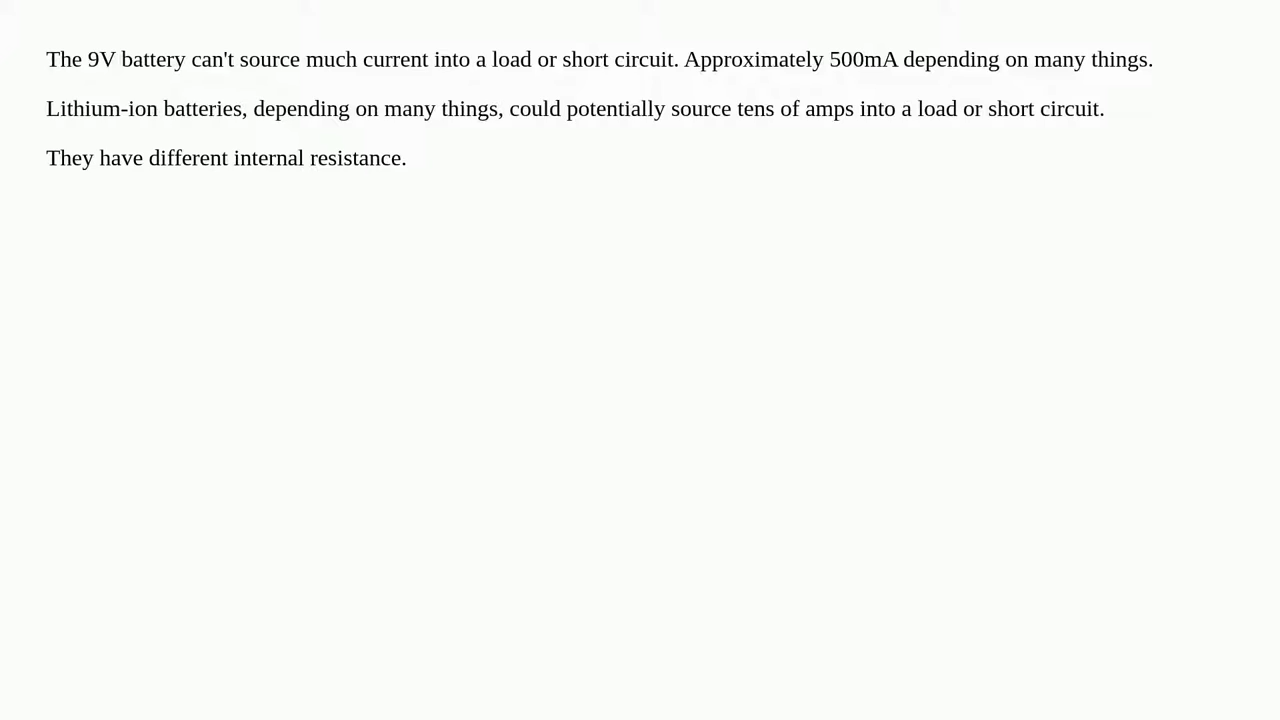 The 9V battery can't source much current into a load or short circuit. Approximately 500mA depending on many things.
Lithium-ion batteries, depending on many things, could potentially source tens of amps into a load or short circuit.
They have different internal resistance.